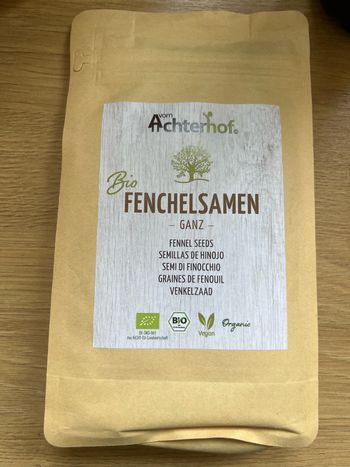 vom
Achterhof
Bio
FENCHELSAMEN
- GANZ -
FENNEL SEEDS
SEMILLAS DE HINOJO
SEMI DI FINOCCHIO
GRAINES DE FENOUIL
VENKELZAAD
BIO
Vegan
Organic